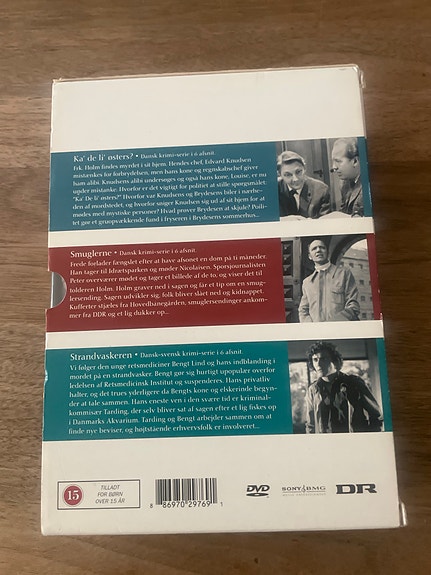 Ka' de li' østers? • Dansk krimi-serie i 6 afsnit.
Frk. Holm findes myrdet i sit hjem. Hendes chef, Edvard Knudsen
mistænkes for forbrydelsen, men hans kone og regnskabschef giver
ham alibi. Knudsens alibi undersøges og også hans kone, Louise, er nu
under mistanke. Hvorfor er det vigtigt for politiet at stille spørgsmålet:
"Ka' De li' østers?" Hvorfor var Knudsens og Brydesens biler i nærhe-
den af mordstedet, og hvorfor sniger Knudsen sig ud af sit hjem for at
mødes med mystiske personer? Hvad prøver Brydesen at skjule? Poli-
tiet gør et gruopvækkende fund i fryseren i Brydesens sommerhus...
Smuglerne • Dansk krimi-serie i 6 afsnit.
Frede forlader fængslet efter at have afsonet en dom på ti måneder.
Han tager til Idrætsparken og møder Nicolaisen. Sportsjournalisten
Peter overværer modet og tager et billede af de to, og viser det til
tolderen Holm. Holm graver ned i sagen og får et tip om en smug-
lersending. Sagen udvikler sig, folk bliver slået ned og kidnappet.
Kufferter stjæles fra Hovedbanegården, smuglersendinger ankom-
mer fra DDR og et lig dukker op...
Strandvaskeren • Dansk-svensk krimi-serie i 6 afsnit.
Vi følger den unge retsmediciner Bengt Lind og hans indblanding i
mordet på en strandvasker. Bengt gør sig hurtigt upopulær overfor
ledelsen af Retsmedicinsk Institut og suspenderes. Hans privatliv
halter, og det trues yderligere da Bengts kone og elskerinde begyn-
der at tale sammen. Hans eneste ven i den svære tid er kriminal-
kommisær Tarding, der selv bliver sat af sagen efter et lig fiskes op
i Danmarks Akvarium. Tarding og Bengt arbejder sammen om at
finde nye beviser, og højtstående erhvervsfolk er involveret...
15
TILLADT
FOR BØRN
OVER 15 ÅR
8 86970 29769 1
DVD
SONY BMG
DR